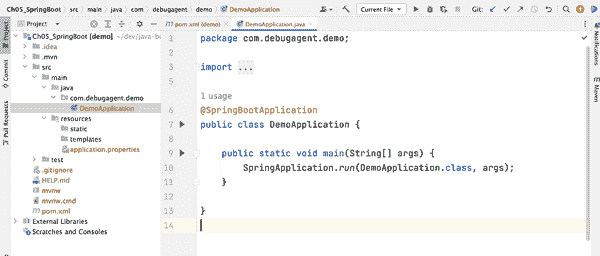 Ch05_SpringBoot src main java com debugagent demo DemoApplication
Current File
Project
pom.xml (demo)
DemoApplication.java
Ch05_SpringBoot [demo] ~/dev/java-bu
.idea
.mvn
src
main
java
com.debugagent.demo
DemoApplication
resources
static
templates
application.properties
test
.gitignore
HELP.md
mvnw
mvnw.cmd
pom.xml
External Libraries
Scratches and Consoles
Project
Commit
Pull Requests
1 package com.debugagent.demo;
2
3 import ...
5
1 usage
6 @SpringBootApplication
7 public class DemoApplication {
8
9 public static void main(String[] args) {
10 SpringApplication.run(DemoApplication.class, args);
11 }
12
13 }
14
Notifications
Maven